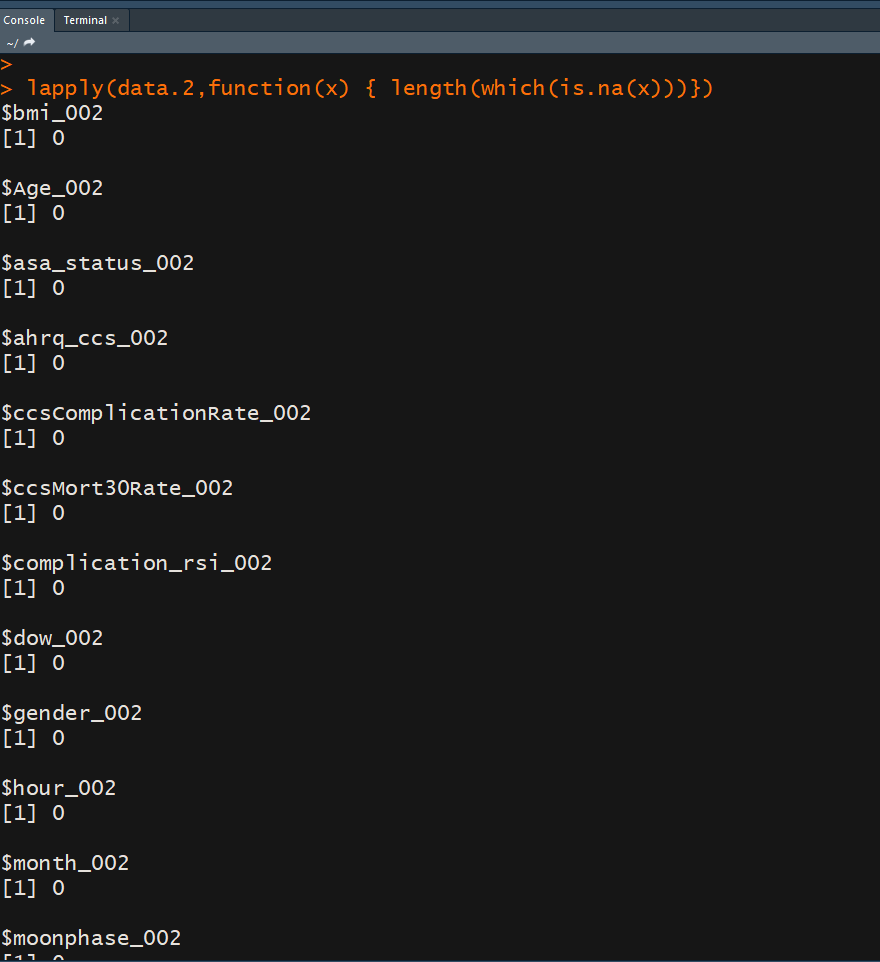 Console Terminal ×
~/
>
> lapply(data.2,function(x) { length(which(is.na(x)))})
$bmi_002
[1] 0
$Age_002
[1] 0
$asa_status_002
[1] 0
$ahrq_ccs_002
[1] 0
$ccsComplicationRate_002
[1] 0
$ccsMort30Rate_002
[1] 0
$complication_rsi_002
[1] 0
$dow_002
[1] 0
$gender_002
[1] 0
$hour_002
[1] 0
$month_002
[1] 0
$moonphase_002
[1] 0